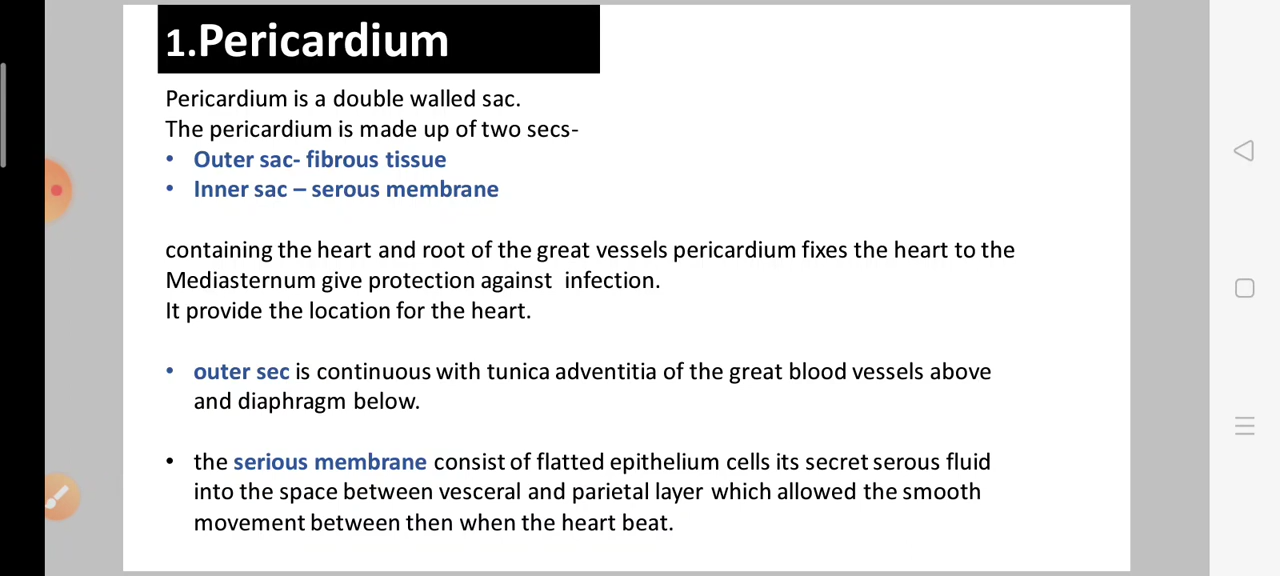 1.Pericardium
Pericardium is a double walled sac.
The pericardium is made up of two secs-
• Outer sac- fibrous tissue
• Inner sac – serous membrane
containing the heart and root of the great vessels pericardium fixes the heart to the
Mediasternum give protection against infection.
It provide the location for the heart.
• outer sec is continuous with tunica adventitia of the great blood vessels above
and diaphragm below.
• the serious membrane consist of flatted epithelium cells its secret serous fluid
into the space between vesceral and parietal layer which allowed the smooth
movement between then when the heart beat.